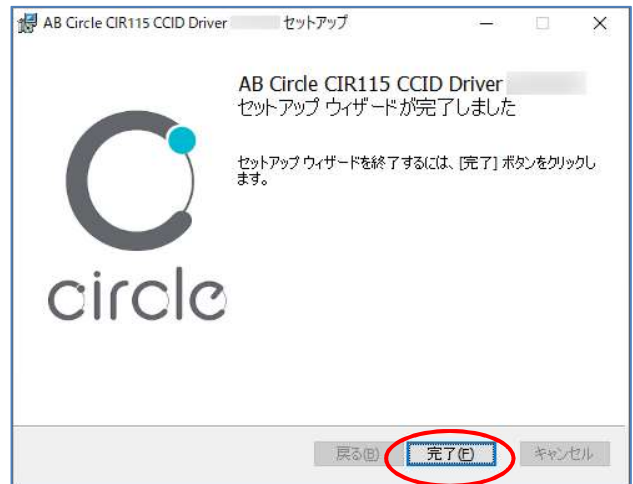 AB Circle CIR115 CCID Driver セットアップ
AB Circle CIR115 CCID Driver
セットアップ ウィザードが完了しました
セットアップ ウィザードを終了するには、[完了] ボタンをクリックし
ます。
circle
戻る(B) 完了(F) キャンセル